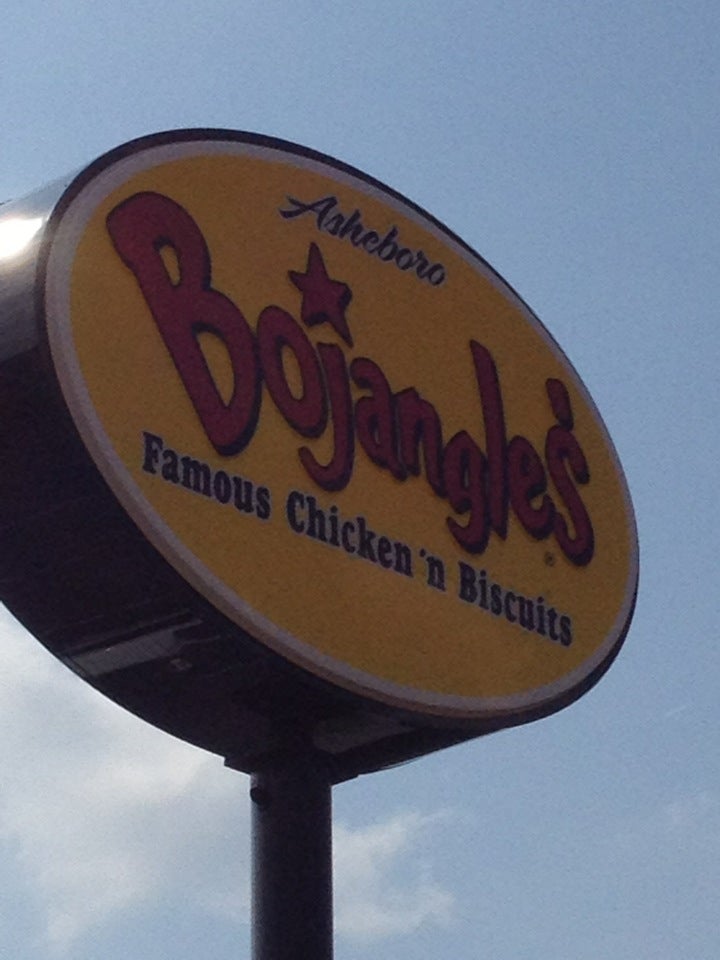 Asheboro
Bojangles'
Famous Chicken 'n Biscuits